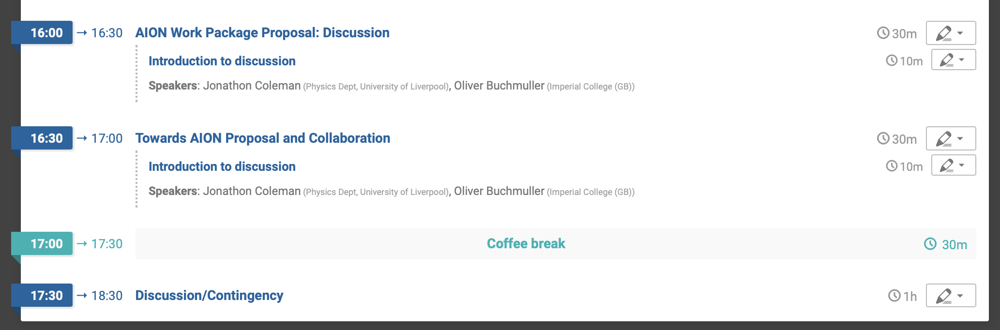 16:00 → 16:30 AION Work Package Proposal: Discussion 30m
Introduction to discussion 10m
Speakers: Jonathon Coleman (Physics Dept, University of Liverpool), Oliver Buchmuller (Imperial College (GB))
16:30 → 17:00 Towards AION Proposal and Collaboration 30m
Introduction to discussion 10m
Speakers: Jonathon Coleman (Physics Dept, University of Liverpool), Oliver Buchmuller (Imperial College (GB))
17:00 → 17:30 Coffee break 30m
17:30 → 18:30 Discussion/Contingency 1h